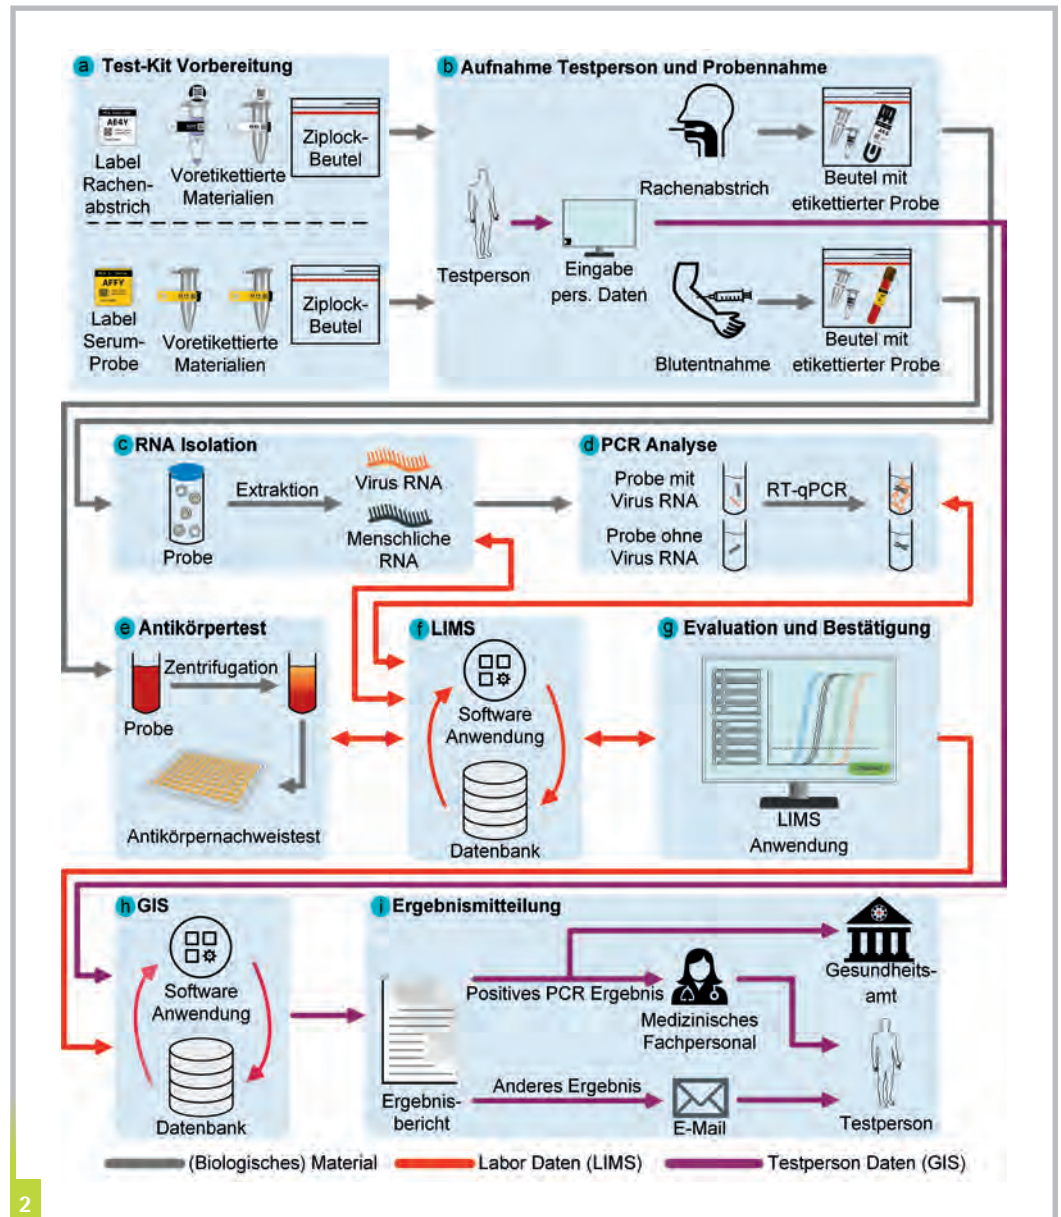 a Test-Kit Vorbereitung
AE4Y
Label
Rachen-
abstrich
Voretikettierte
Materialien
Ziplock-
Beutel
AFFY
Label
Serum-
Probe
Voretikettierte
Materialien
Ziplock-
Beutel
b Aufnahme Testperson und Probennahme
Testperson
Eingabe
pers. Daten
Rachenabstrich
Beutel mit
etikettierter Probe
Blutentnahme
Beutel mit
etikettierter Probe
c RNA Isolation
Probe
Extraktion
Virus RNA
Menschliche
RNA
d PCR Analyse
Probe mit
Virus RNA
RT-qPCR
Probe ohne
Virus RNA
e Antikörpertest
Zentrifugation
Probe
Antikörpernachweistest
f LIMS
Software
Anwendung
Datenbank
g Evaluation und Bestätigung
LIMS
Anwendung
h GIS
Software
Anwendung
Datenbank
i Ergebnismitteilung
Ergebnis-
bericht
Positives PCR Ergebnis
Medizinisches
Fachpersonal
Gesundheits-
amt
Anderes Ergebnis
E-Mail
Testperson
(Biologisches) Material
Labor Daten (LIMS)
Testperson Daten (GIS)
2